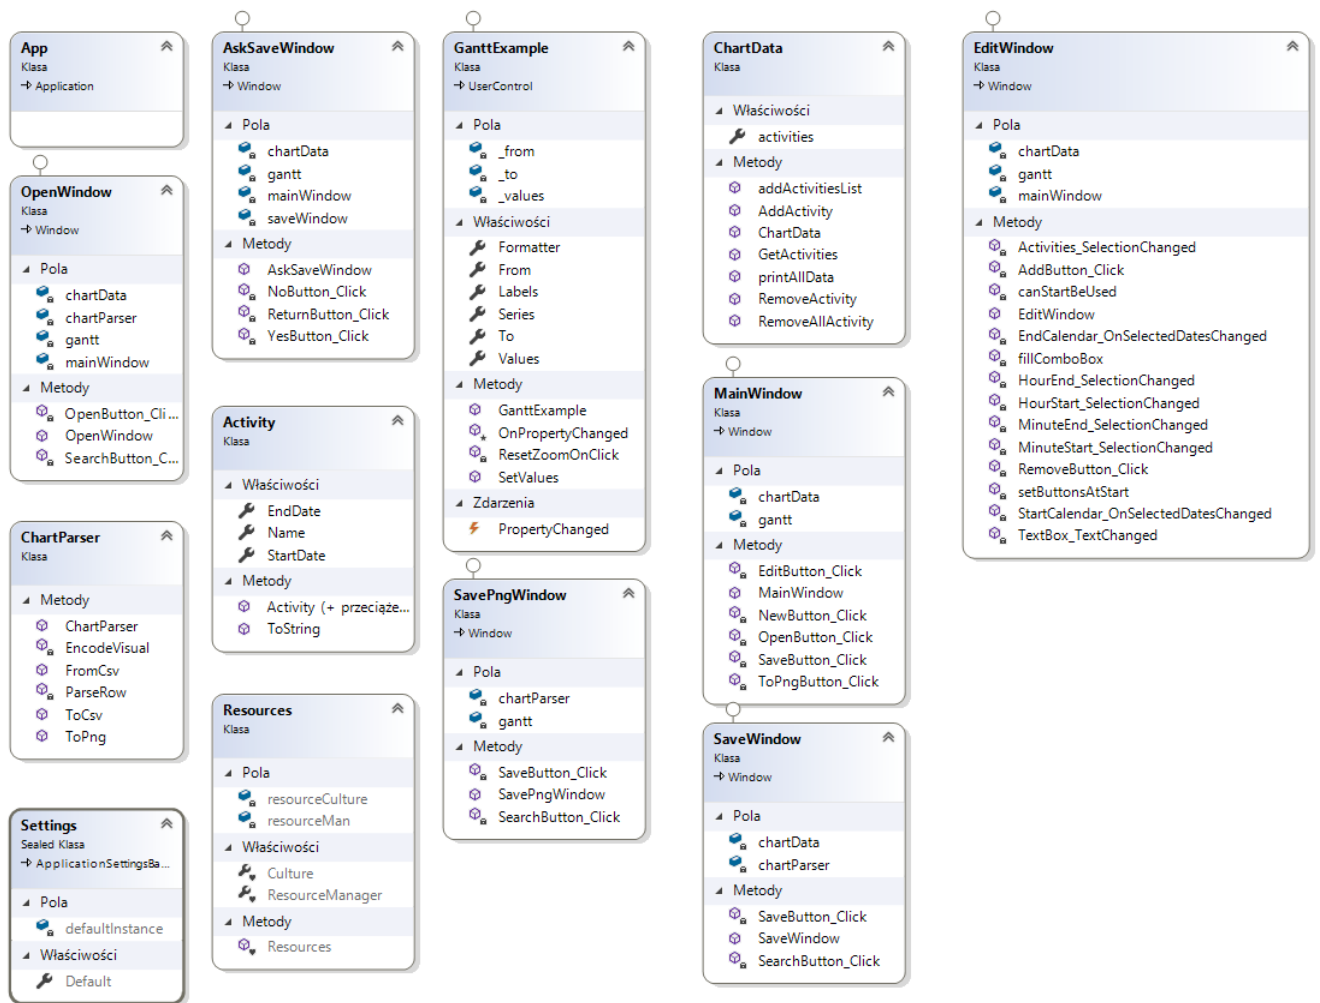 App
Klasa
Application
OpenWindow
Klasa
Window
Pola
chartData
chartParser
gantt
mainWindow
Metody
OpenButton_Cli...
OpenWindow
SearchButton_C...
ChartParser
Klasa
Metody
ChartParser
EncodeVisual
FromCsv
ParseRow
ToCsv
ToPng
Settings
Sealed Klasa
ApplicationSettingsBa...
Pola
defaultInstance
Właściwości
Default
AskSaveWindow
Klasa
Window
Pola
chartData
gantt
mainWindow
saveWindow
Metody
AskSaveWindow
NoButton_Click
ReturnButton_Click
YesButton_Click
Activity
Klasa
Właściwości
EndDate
Name
StartDate
Metody
Activity (+ przeciąże...
ToString
Resources
Klasa
Pola
resourceCulture
resourceMan
Właściwości
Culture
ResourceManager
Metody
Resources
GanttExample
Klasa
UserControl
Pola
_from
_to
_values
Właściwości
Formatter
From
Labels
Series
To
Values
Metody
GanttExample
OnPropertyChanged
ResetZoomOnClick
SetValues
Zdarzenia
PropertyChanged
SavePngWindow
Klasa
Window
Pola
chartParser
gantt
Metody
SaveButton_Click
SavePngWindow
SearchButton_Click
ChartData
Klasa
Właściwości
activities
Metody
addActivitiesList
AddActivity
ChartData
GetActivities
printAllData
RemoveActivity
RemoveAllActivity
MainWindow
Klasa
Window
Pola
chartData
gantt
Metody
EditButton_Click
MainWindow
NewButton_Click
OpenButton_Click
SaveButton_Click
ToPngButton_Click
SaveWindow
Klasa
Window
Pola
chartData
chartParser
Metody
SaveButton_Click
SaveWindow
SearchButton_Click
EditWindow
Klasa
Window
Pola
chartData
gantt
mainWindow
Metody
Activities_SelectionChanged
AddButton_Click
canStartBeUsed
EditWindow
EndCalendar_OnSelectedDatesChanged
fillComboBox
HourEnd_SelectionChanged
HourStart_SelectionChanged
MinuteEnd_SelectionChanged
MinuteStart_SelectionChanged
RemoveButton_Click
setButtonsAtStart
StartCalendar_OnSelectedDatesChanged
TextBox_TextChanged